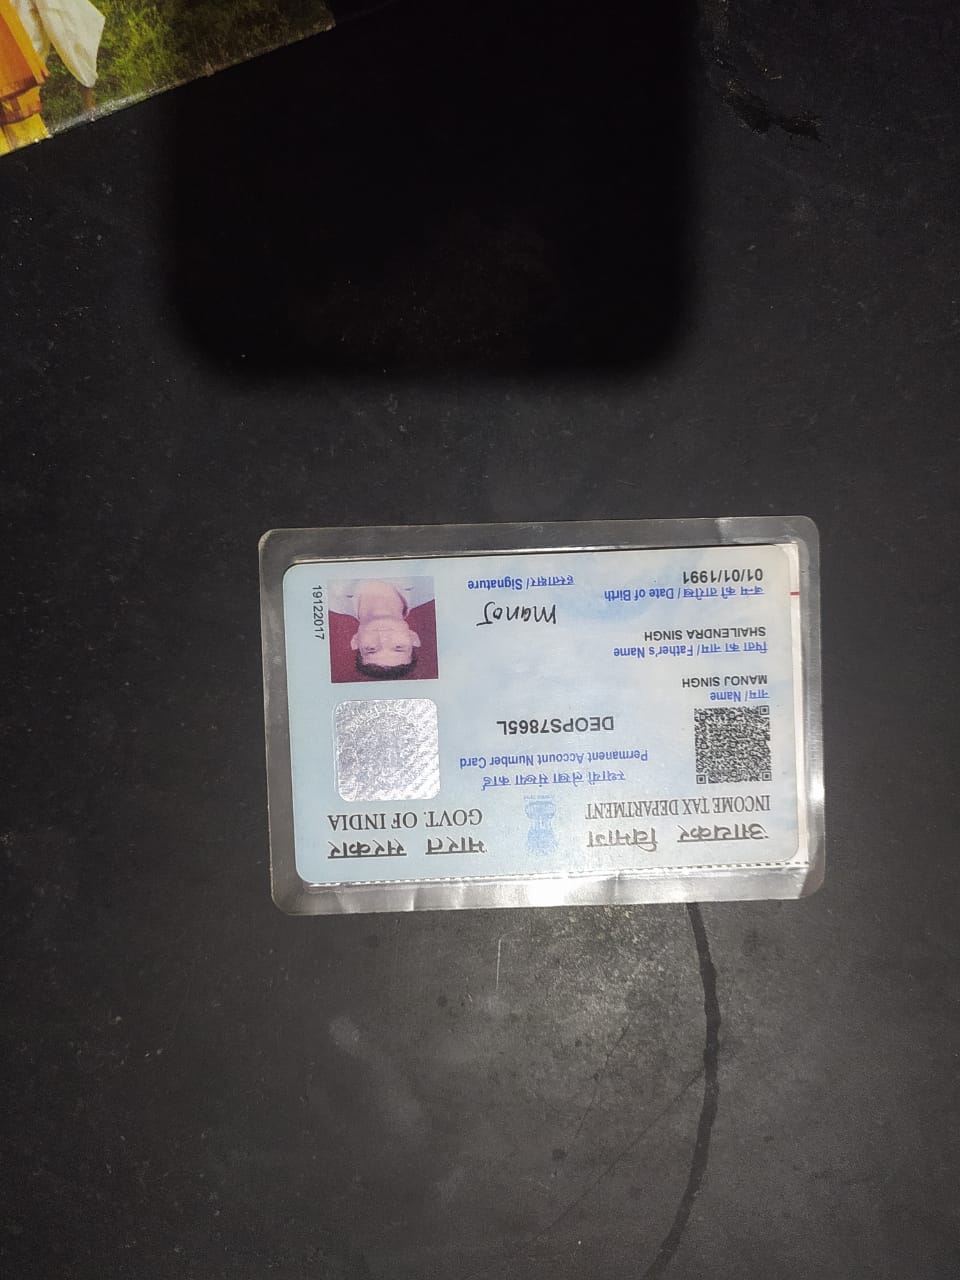 आयकर विभाग
INCOME TAX DEPARTMENT
भारत सरकार
GOVT. OF INDIA
स्थायी लेखा संख्या कार्ड
Permanent Account Number Card
DEOPS7865L
नाम/ Name
MANOJ SINGH
पिता का नाम/ Father's Name
SHAILENDRA SINGH
जन्म की तारीख / Date of Birth
01/01/1991
Manoj
हस्ताक्षर/ Signature
19122017